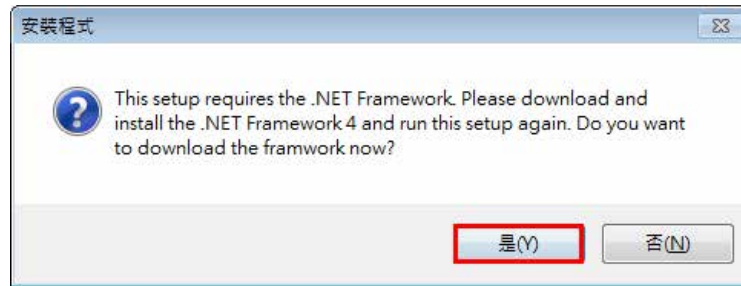 安裝程式
This setup requires the .NET Framework. Please download and
install the .NET Framework 4 and run this setup again. Do you want
to download the framwork now?
是(Y) 否(N)